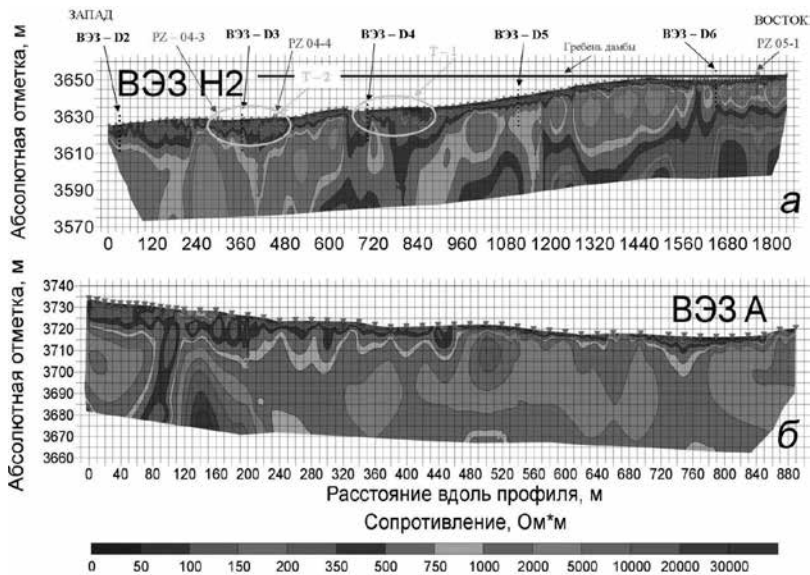 ЗАПАД
ВЭЗ – D2
PZ – 04-3
ВЭЗ – D3
PZ 04-4
Т – 2
ВЭЗ – D4
Т – 1
ВЭЗ – D5
Гребень дамбы
ВЭЗ – D6
ВОСТОК
PZ 05-1
ВЭЗ Н2
Абсолютная отметка, м
3650
3630
3610
3590
3570
0 120 240 360 480 600 720 840 960 1080 1200 1320 1440 1560 1680 1800
а
Абсолютная отметка, м
3740
3730
3720
3710
3700
3690
3680
3670
3660
ВЭЗ А
б
0 40 80 120 160 200 240 280 320 360 400 440 480 520 560 600 640 680 720 760 800 840 880
Расстояние вдоль профиля, м
Сопротивление, Ом*м
0 50 100 150 200 350 500 750 1000 2000 5000 10000 20000 30000